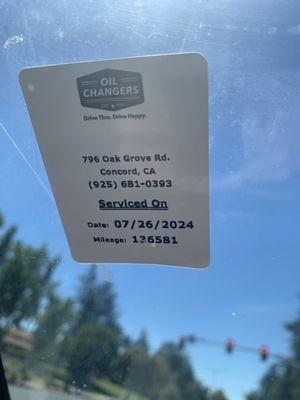 OIL
CHANGERS
Drive Thru. Drive Happy.
796 Oak Grove Rd.
Concord, CA
(925) 681-0393
Serviced On
Date: 07/26/2024
Mileage: 136581